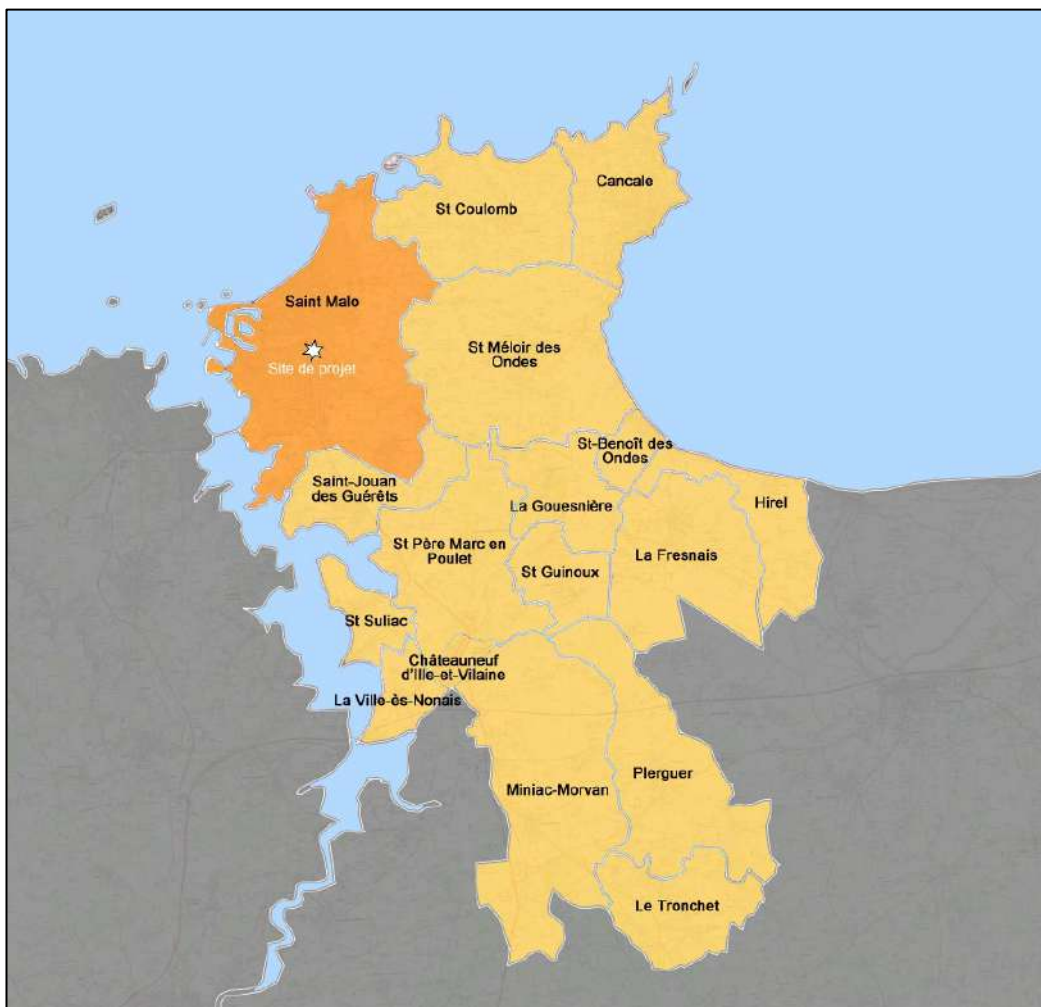 Cancale
St Coulomb
Saint Malo
Site de projet
St Méloir des
Ondes
St-Benoît des
Ondes
Saint-Jouan
des Guérêts
La Gouesnière
Hirel
St Père Marc en
Poulet
La Fresnais
St Guinoux
St Suliac
Châteauneuf
d'Ille-et-Vilaine
La Ville-ès-Nonais
Miniac-Morvan
Plerguer
Le Tronchet